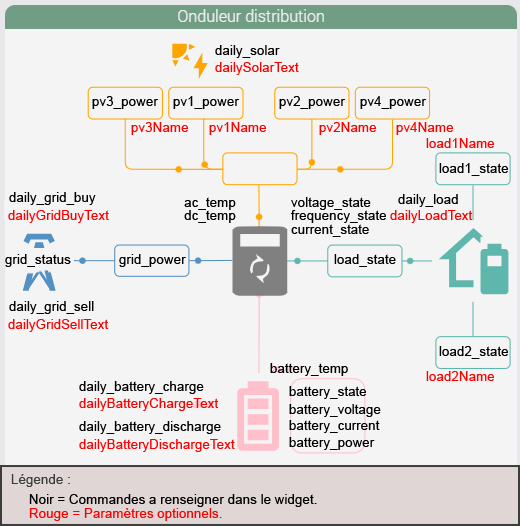 Onduleur distribution
daily_solar
dailySolarText
pv3_power
pv1_power
pv2_power
pv4_power
pv3Name
pv1Name
pv2Name
pv4Name
load1Name
load1_state
daily_grid_buy
dailyGridBuyText
ac_temp
dc_temp
voltage_state
frequency_state
current_state
daily_load
dailyLoadText
grid_status
grid_power
load_state
daily_grid_sell
dailyGridSellText
load2_state
load2Name
battery_temp
daily_battery_charge
dailyBatteryChargeText
daily_battery_discharge
dailyBatteryDischargeText
battery_state
battery_voltage
battery_current
battery_power
Légende :
Noir = Commandes a renseigner dans le widget.
Rouge = Paramètres optionnels.